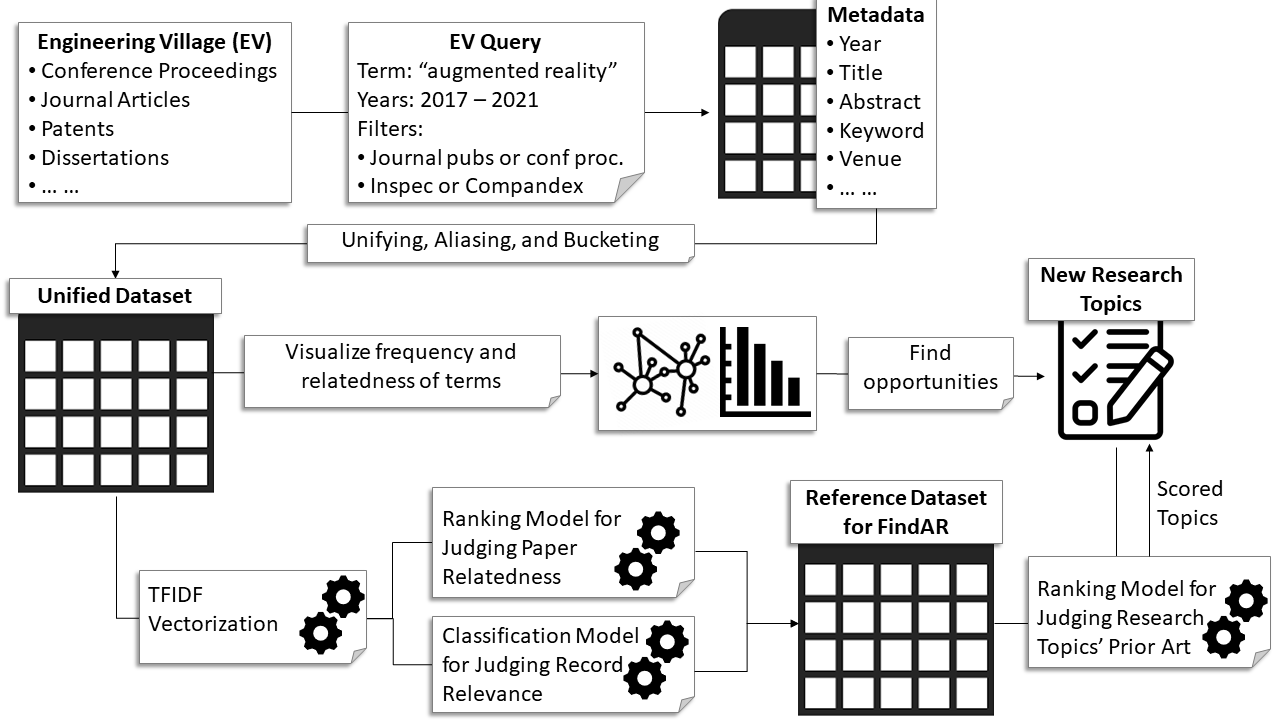 Engineering Village (EV)
• Conference Proceedings
• Journal Articles
• Patents
• Dissertations
• … …
EV Query
Term: “augmented reality”
Years: 2017 – 2021
Filters:
• Journal pubs or conf proc.
• Inspec or Compandex
Metadata
• Year
• Title
• Abstract
• Keyword
• Venue
• … …
Unifying, Aliasing, and Bucketing
Unified Dataset
Visualize frequency and
relatedness of terms
Find
opportunities
New Research
Topics
TFIDF
Vectorization
Ranking Model for
Judging Paper
Relatedness
Classification Model
for Judging Record
Relevance
Reference Dataset
for FindAR
Scored
Topics
Ranking Model for
Judging Research
Topics’ Prior Art